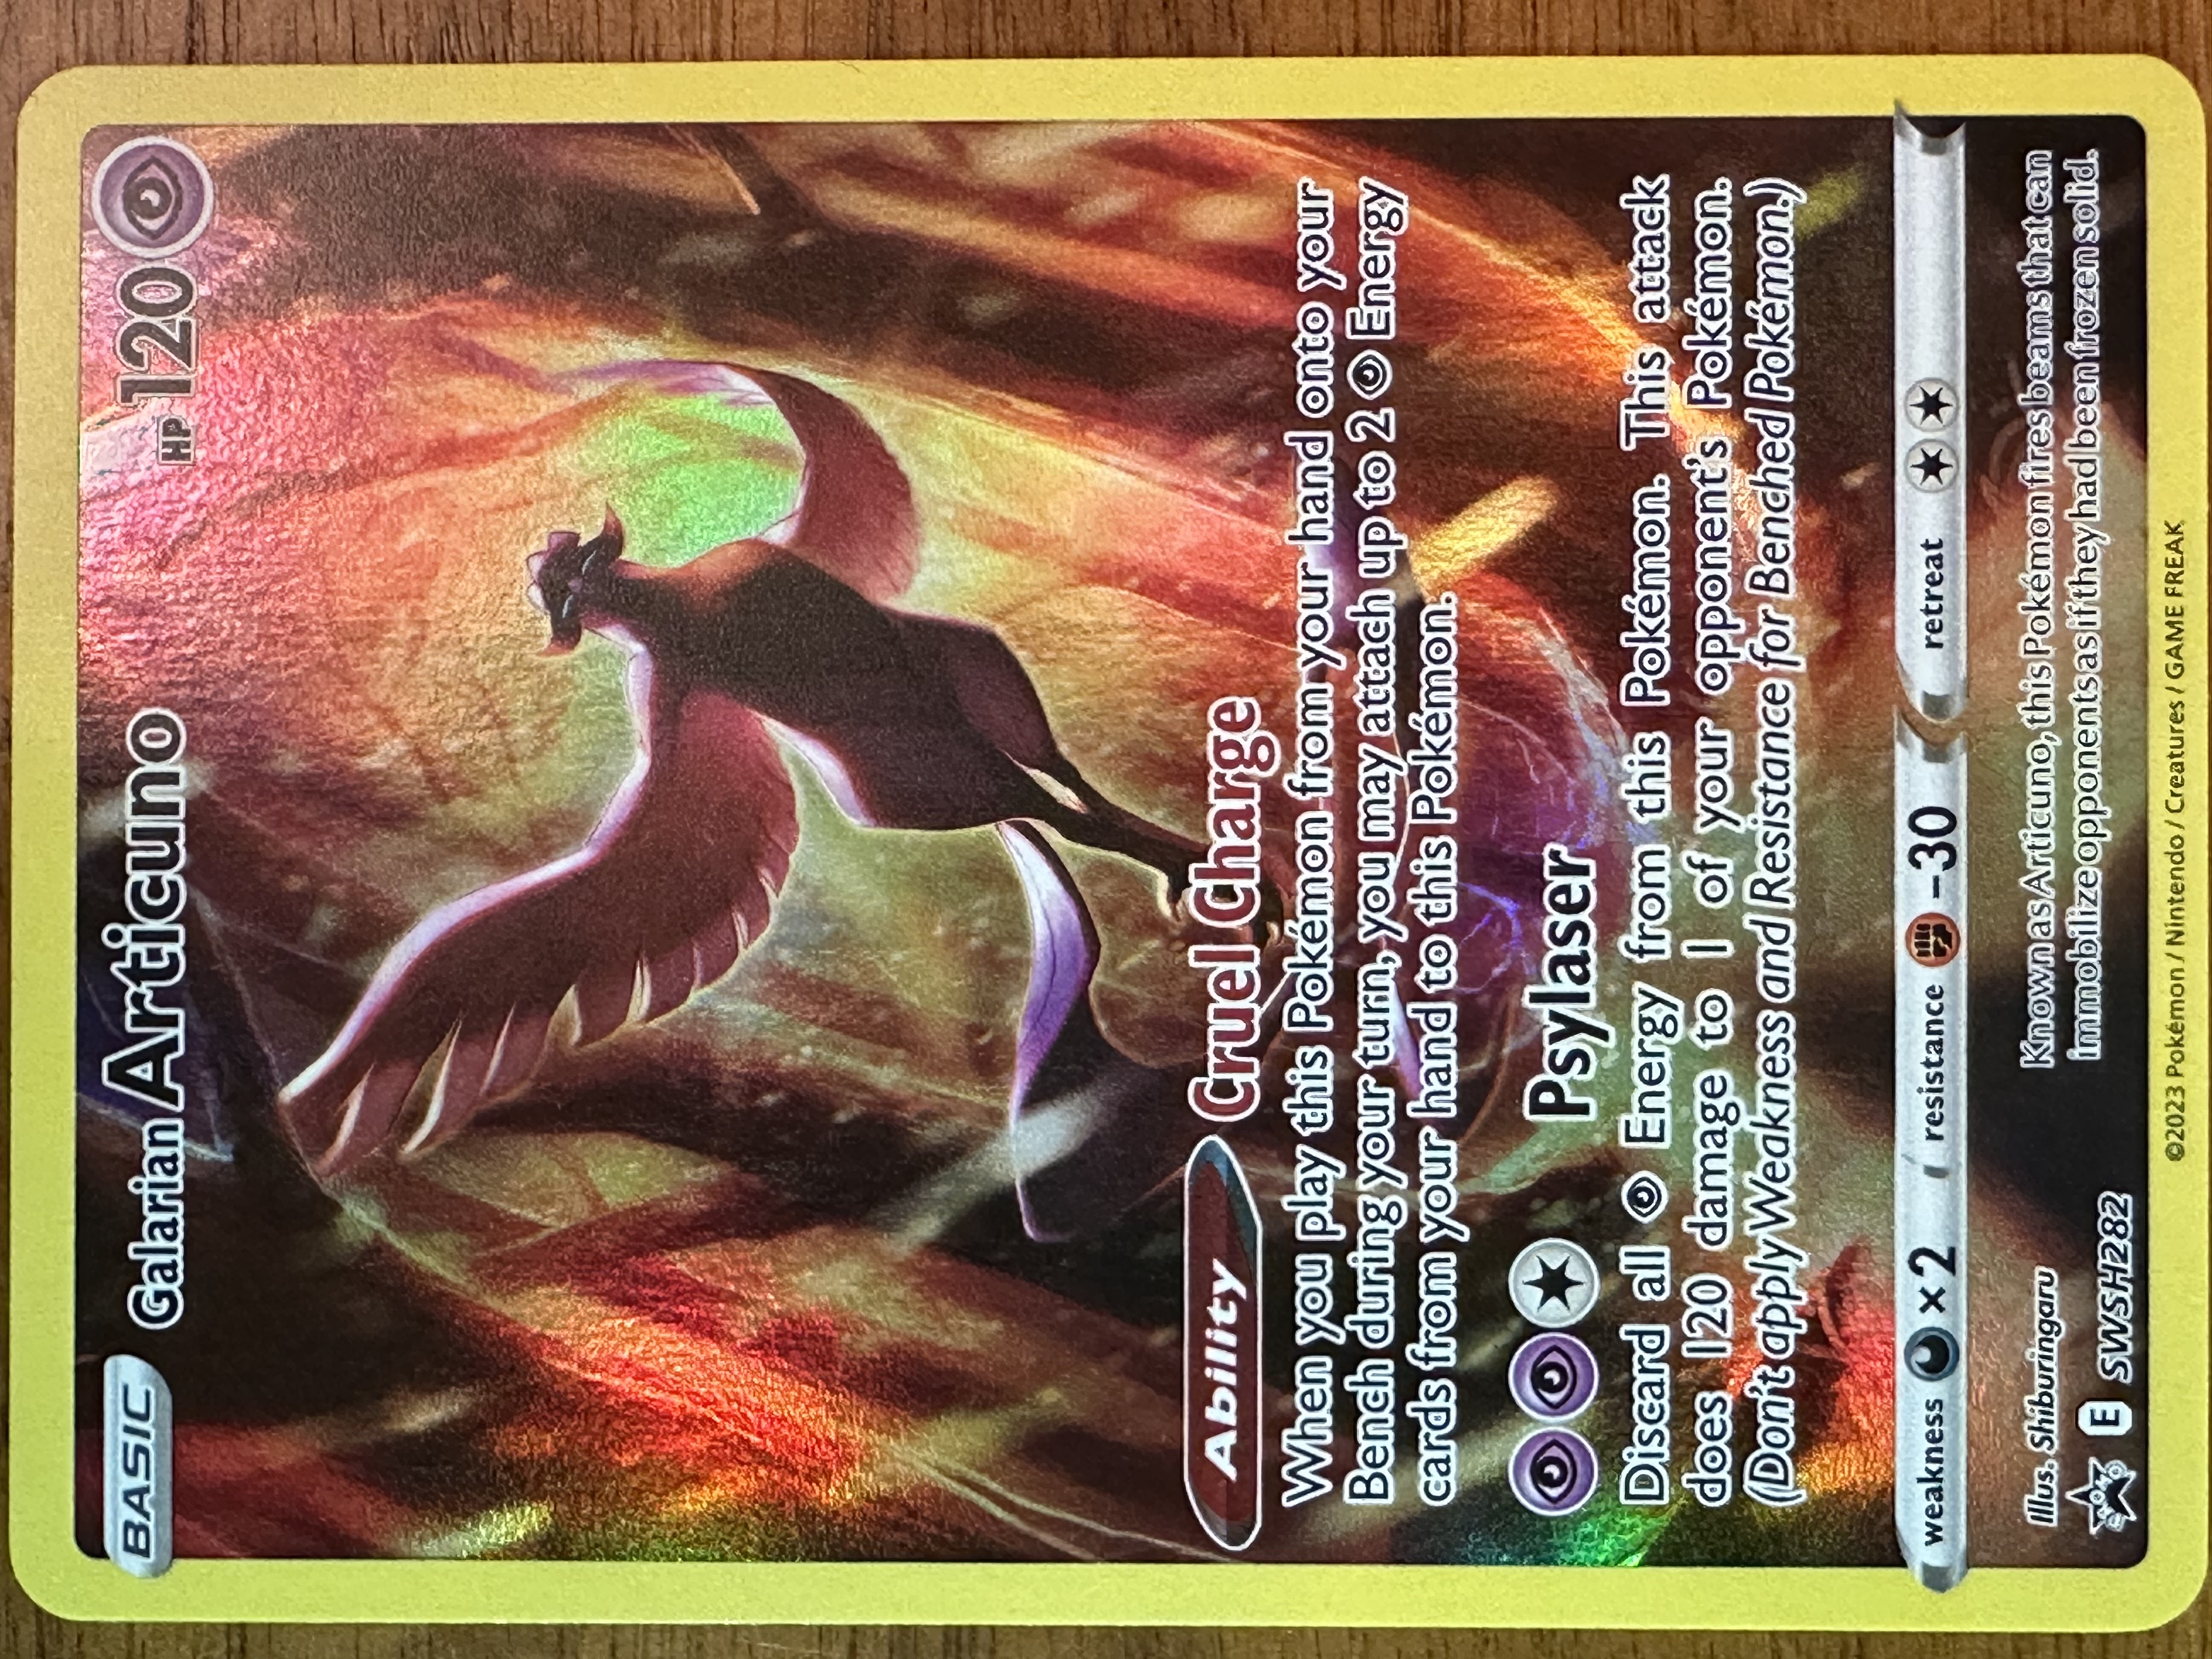 BASIC Galarian Articuno HP 120
Ability Cruel Charge
When you play this Pokémon from your hand onto your
Bench during your turn, you may attach up to 2 Energy
cards from your hand to this Pokémon.
Psylaser
Discard all Energy from this Pokémon. This attack
does 120 damage to 1 of your opponent's Pokémon.
(Don't apply Weakness and Resistance for Benched Pokémon.)
weakness ×2 resistance -30 retreat
Illus. Shiburingaru
Known as Articuno, this Pokémon fires beams that can
immobilize opponents as if they had been frozen solid.
PROMO E SWSH282
©2023 Pokémon / Nintendo / Creatures / GAME FREAK